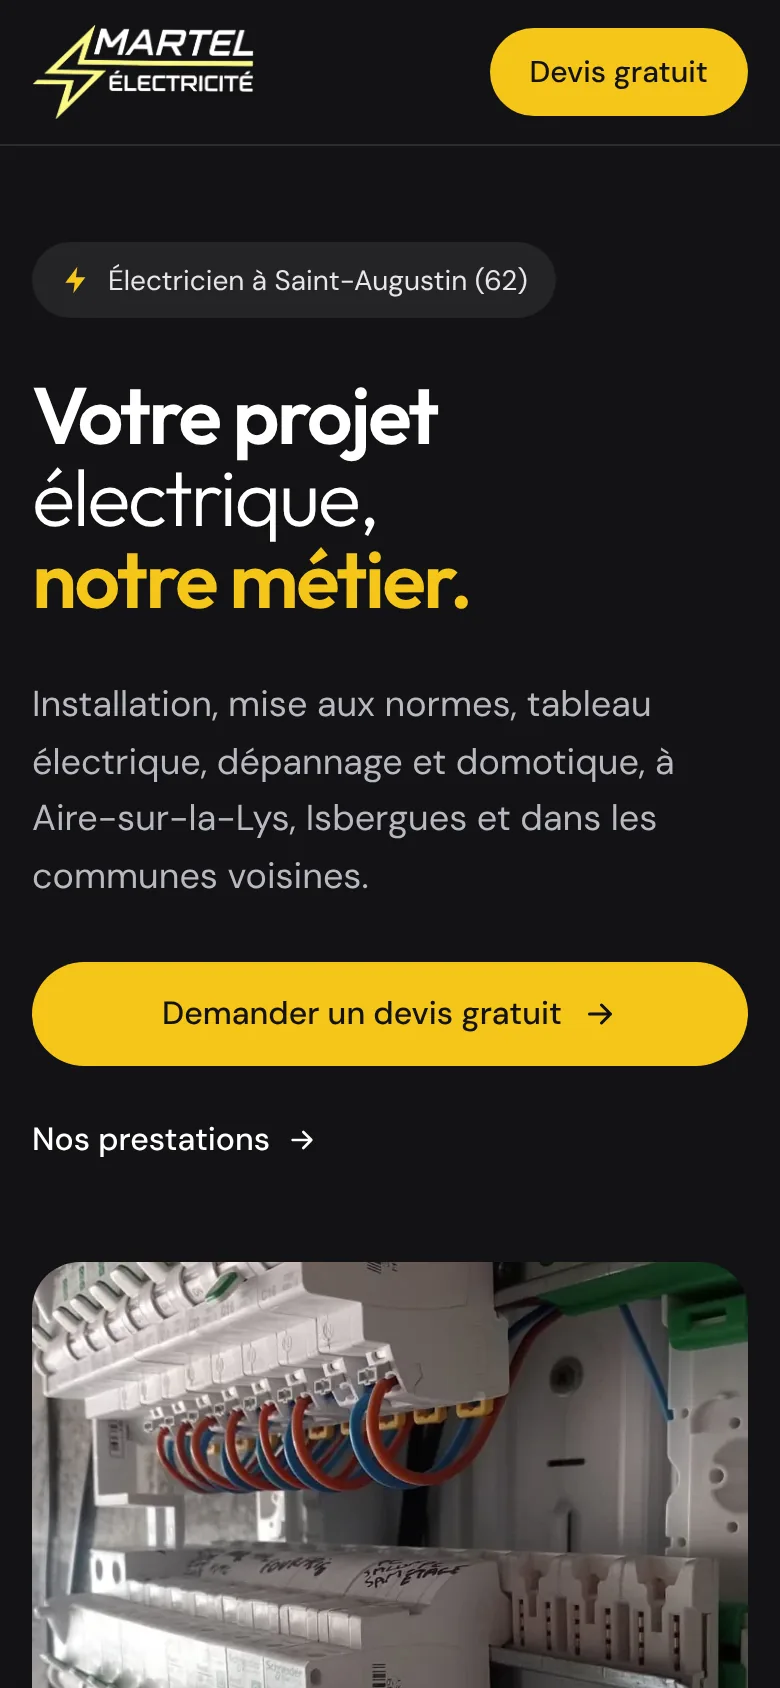 MARTEL
ÉLECTRICITÉ
Devis gratuit
Électricien à Saint-Augustin (62)
Votre projet
électrique,
notre métier.
Installation, mise aux normes, tableau
électrique, dépannage et domotique, à
Aire-sur-la-Lys, Isbergues et dans les
communes voisines.
Demander un devis gratuit →
Nos prestations →
ETAGE
Schneider